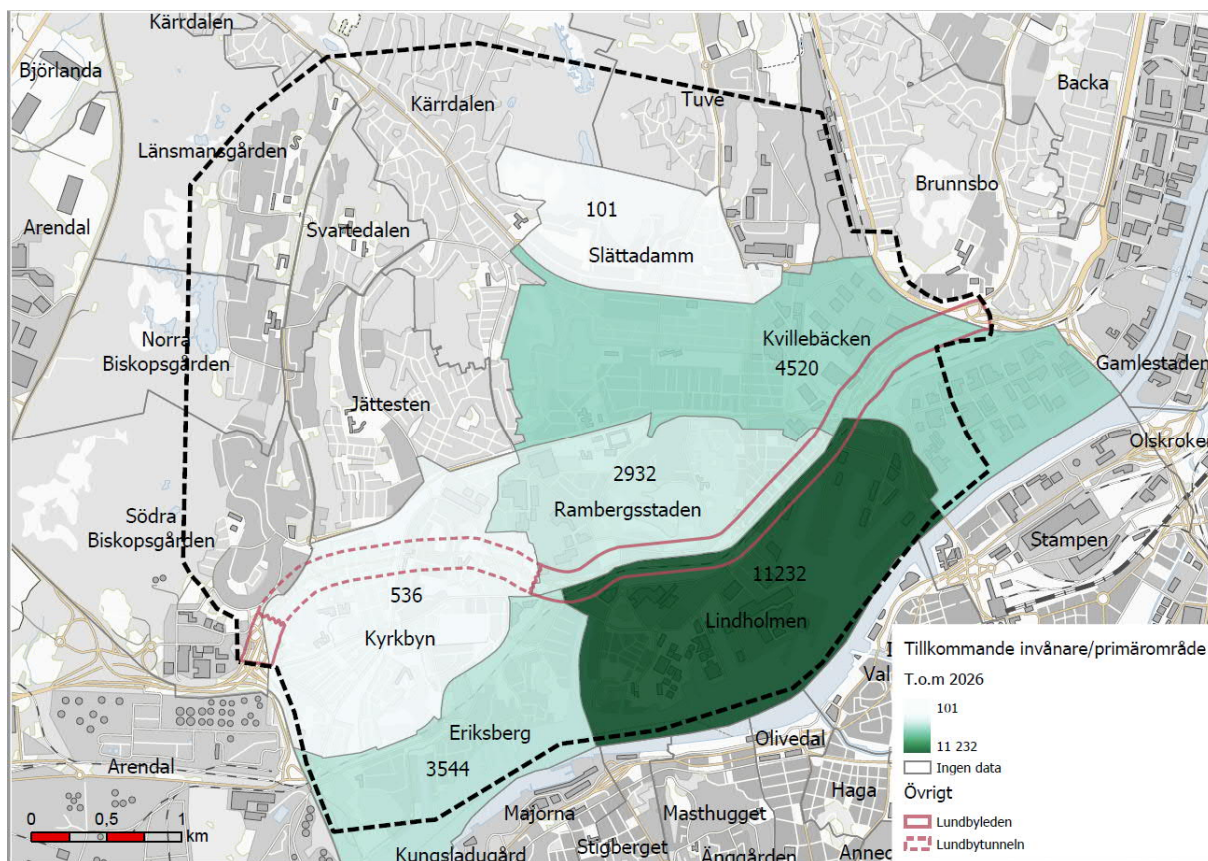 Kärrdalen
Björlanda
Kärrdalen
Tuve
Backa
Länsmansgården
Brunnsbo
Arendal
Svartedalen
101
Slättadamm
Norra
Biskopsgården
Kvillebäcken
4520
Gamlestaden
Jättesten
Olskroken
2932
Rambergsstaden
Södra
Biskopsgården
Stampen
11232
536
Lindholmen
Kyrkbyn
Eriksberg
3544
Arendal
Olivedal
Haga
Majorna
Masthugget
Kungsladugård
Stigberget
Änggården
Anned
Val
0 0,5 1
km
Tillkommande invånare/primärområde
T.o.m 2026
101
11 232
Ingen data
Övrigt
Lundbyleden
Lundbytunneln